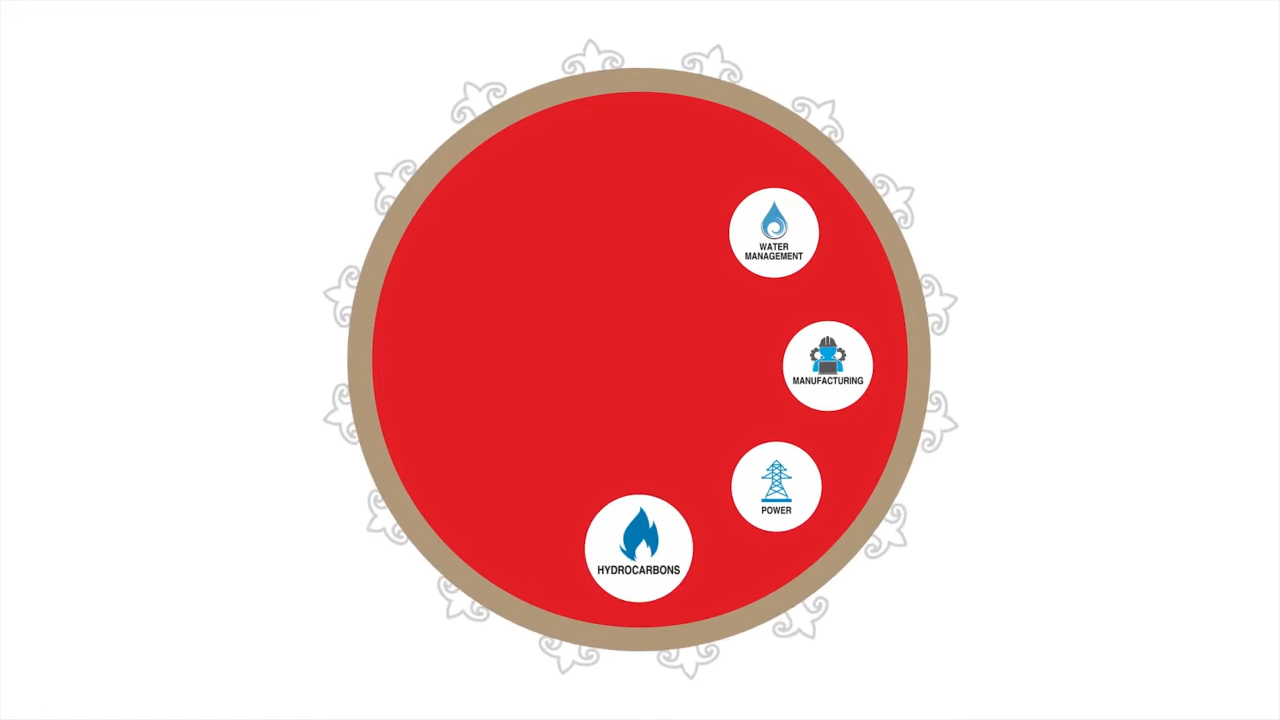 WATER
MANAGEMENT
MANUFACTURING
POWER
HYDROCARBONS